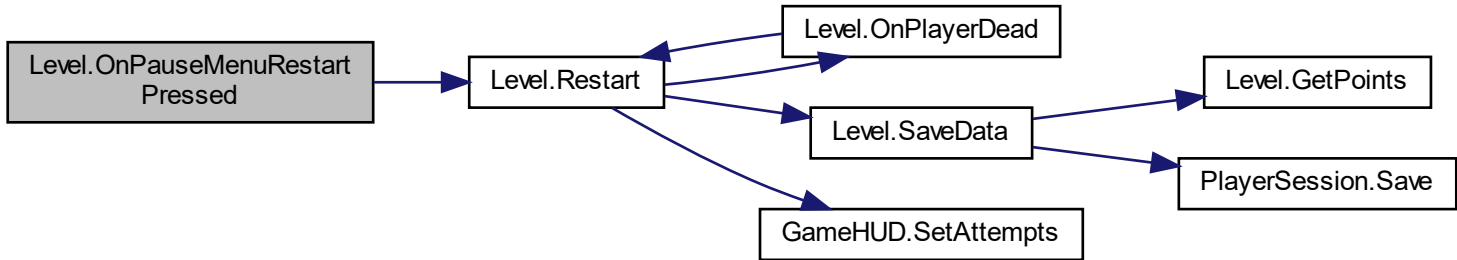 Level.OnPauseMenuRestart
Pressed
Level.Restart
Level.OnPlayerDead
Level.SaveData
GameHUD.SetAttempts
Level.GetPoints
PlayerSession.Save